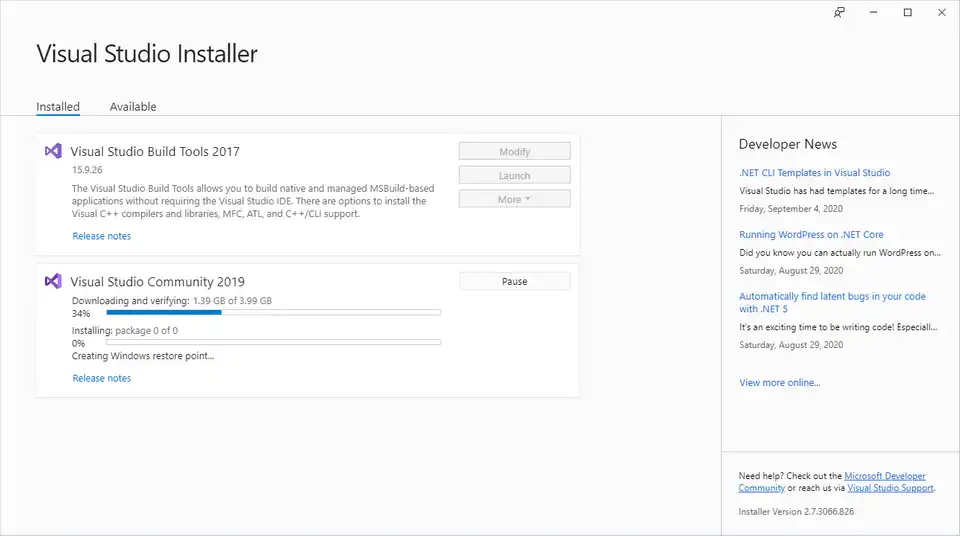 Visual Studio Installer
Installed
Available
Visual Studio Build Tools 2017
15.9.26
The Visual Studio Build Tools allows you to build native and managed MSBuild-based
applications without requiring the Visual Studio IDE. There are options to install the
Visual C++ compilers and libraries, MFC, ATL, and C++/CLI support.
Release notes
Modify
Launch
More
Visual Studio Community 2019
Downloading and verifying: 1.39 GB of 3.99 GB
34%
Installing: package 0 of 0
0%
Creating Windows restore point...
Release notes
Pause
Developer News
.NET CLI Templates in Visual Studio
Visual Studio has had templates for a long time...
Friday, September 4, 2020
Running WordPress on .NET Core
Did you know you can actually run WordPress on...
Saturday, August 29, 2020
Automatically find latent bugs in your code
with .NET 5
It's an exciting time to be writing code! Especiall...
Saturday, August 29, 2020
View more online...
Need help? Check out the Microsoft Developer
Community or reach us via Visual Studio Support.
Installer Version 2.7.3066.826